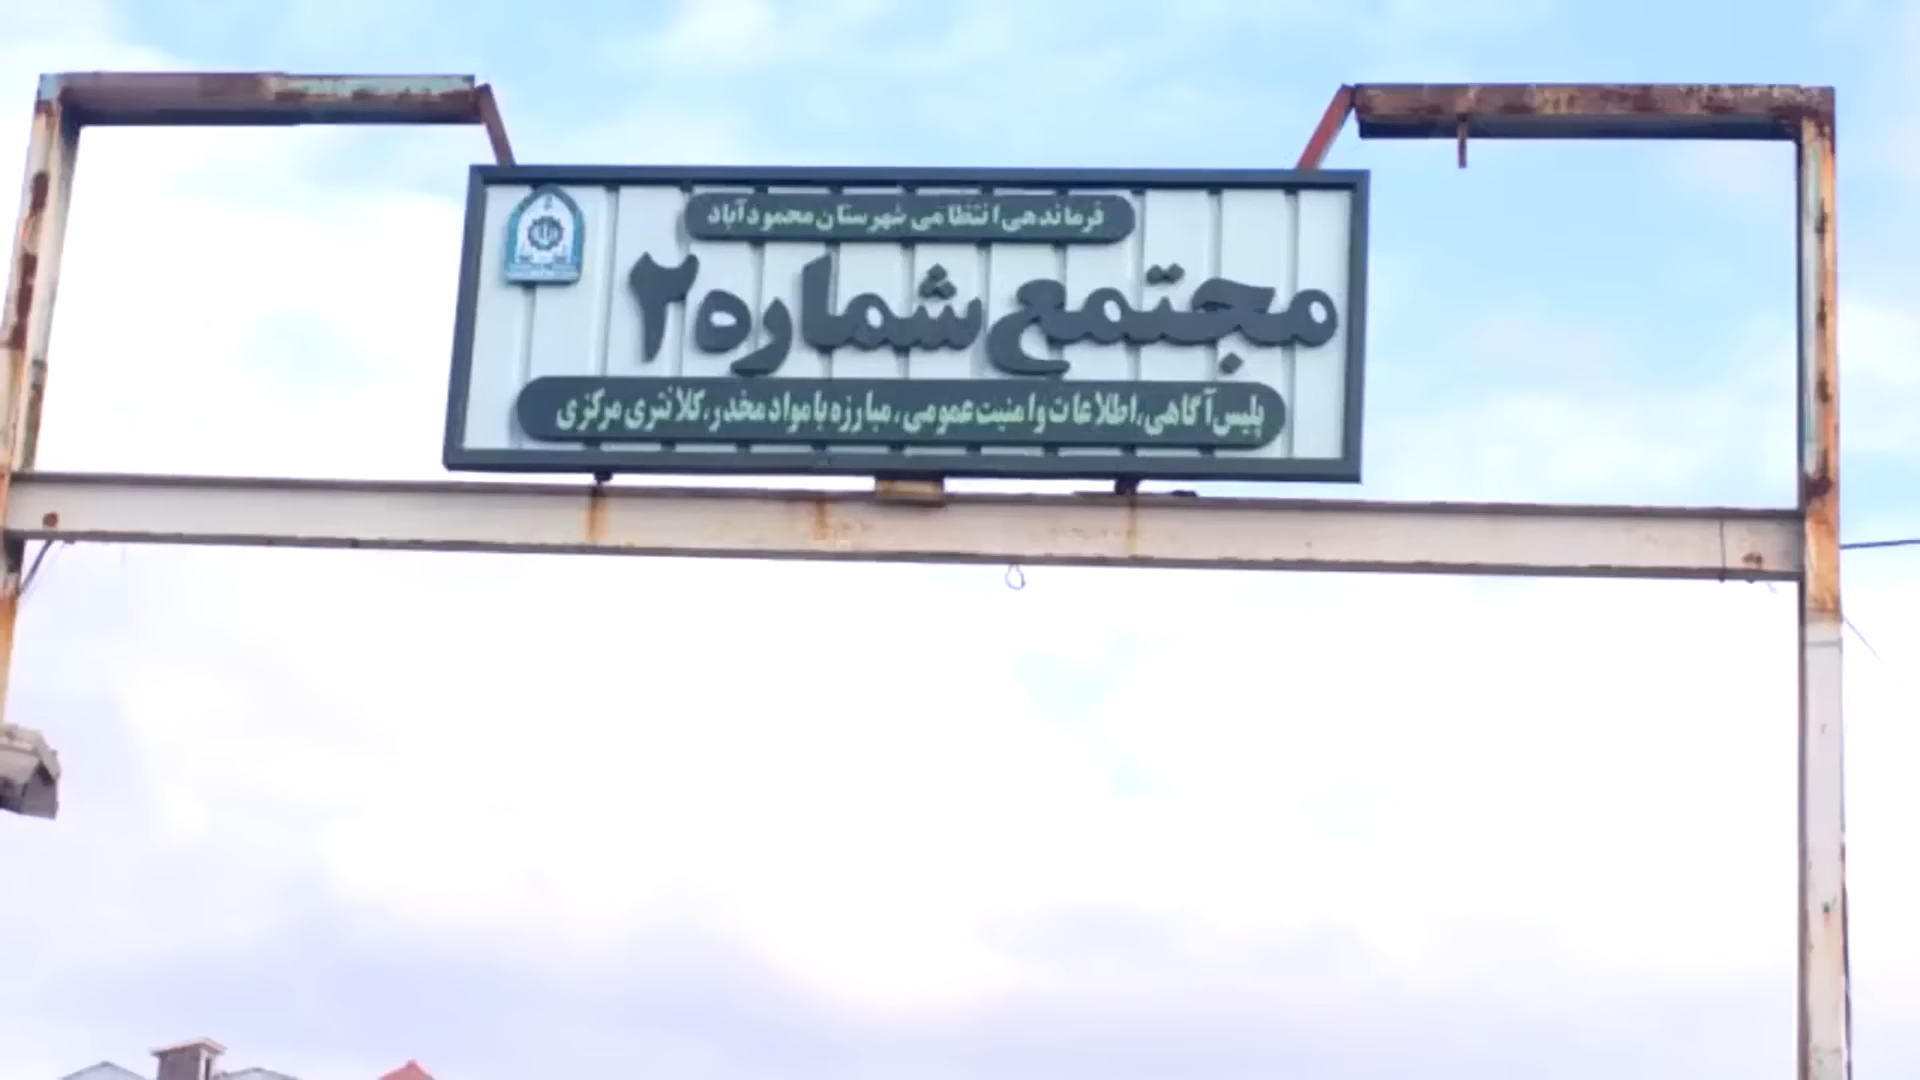 فرماندهی انتظامی شهرستان محمودآباد
مجتمع شماره ۲
پلیس آگاهی، اطلاعات و امنیت عمومی، مبارزه با مواد مخدر، کلانتری مرکزی